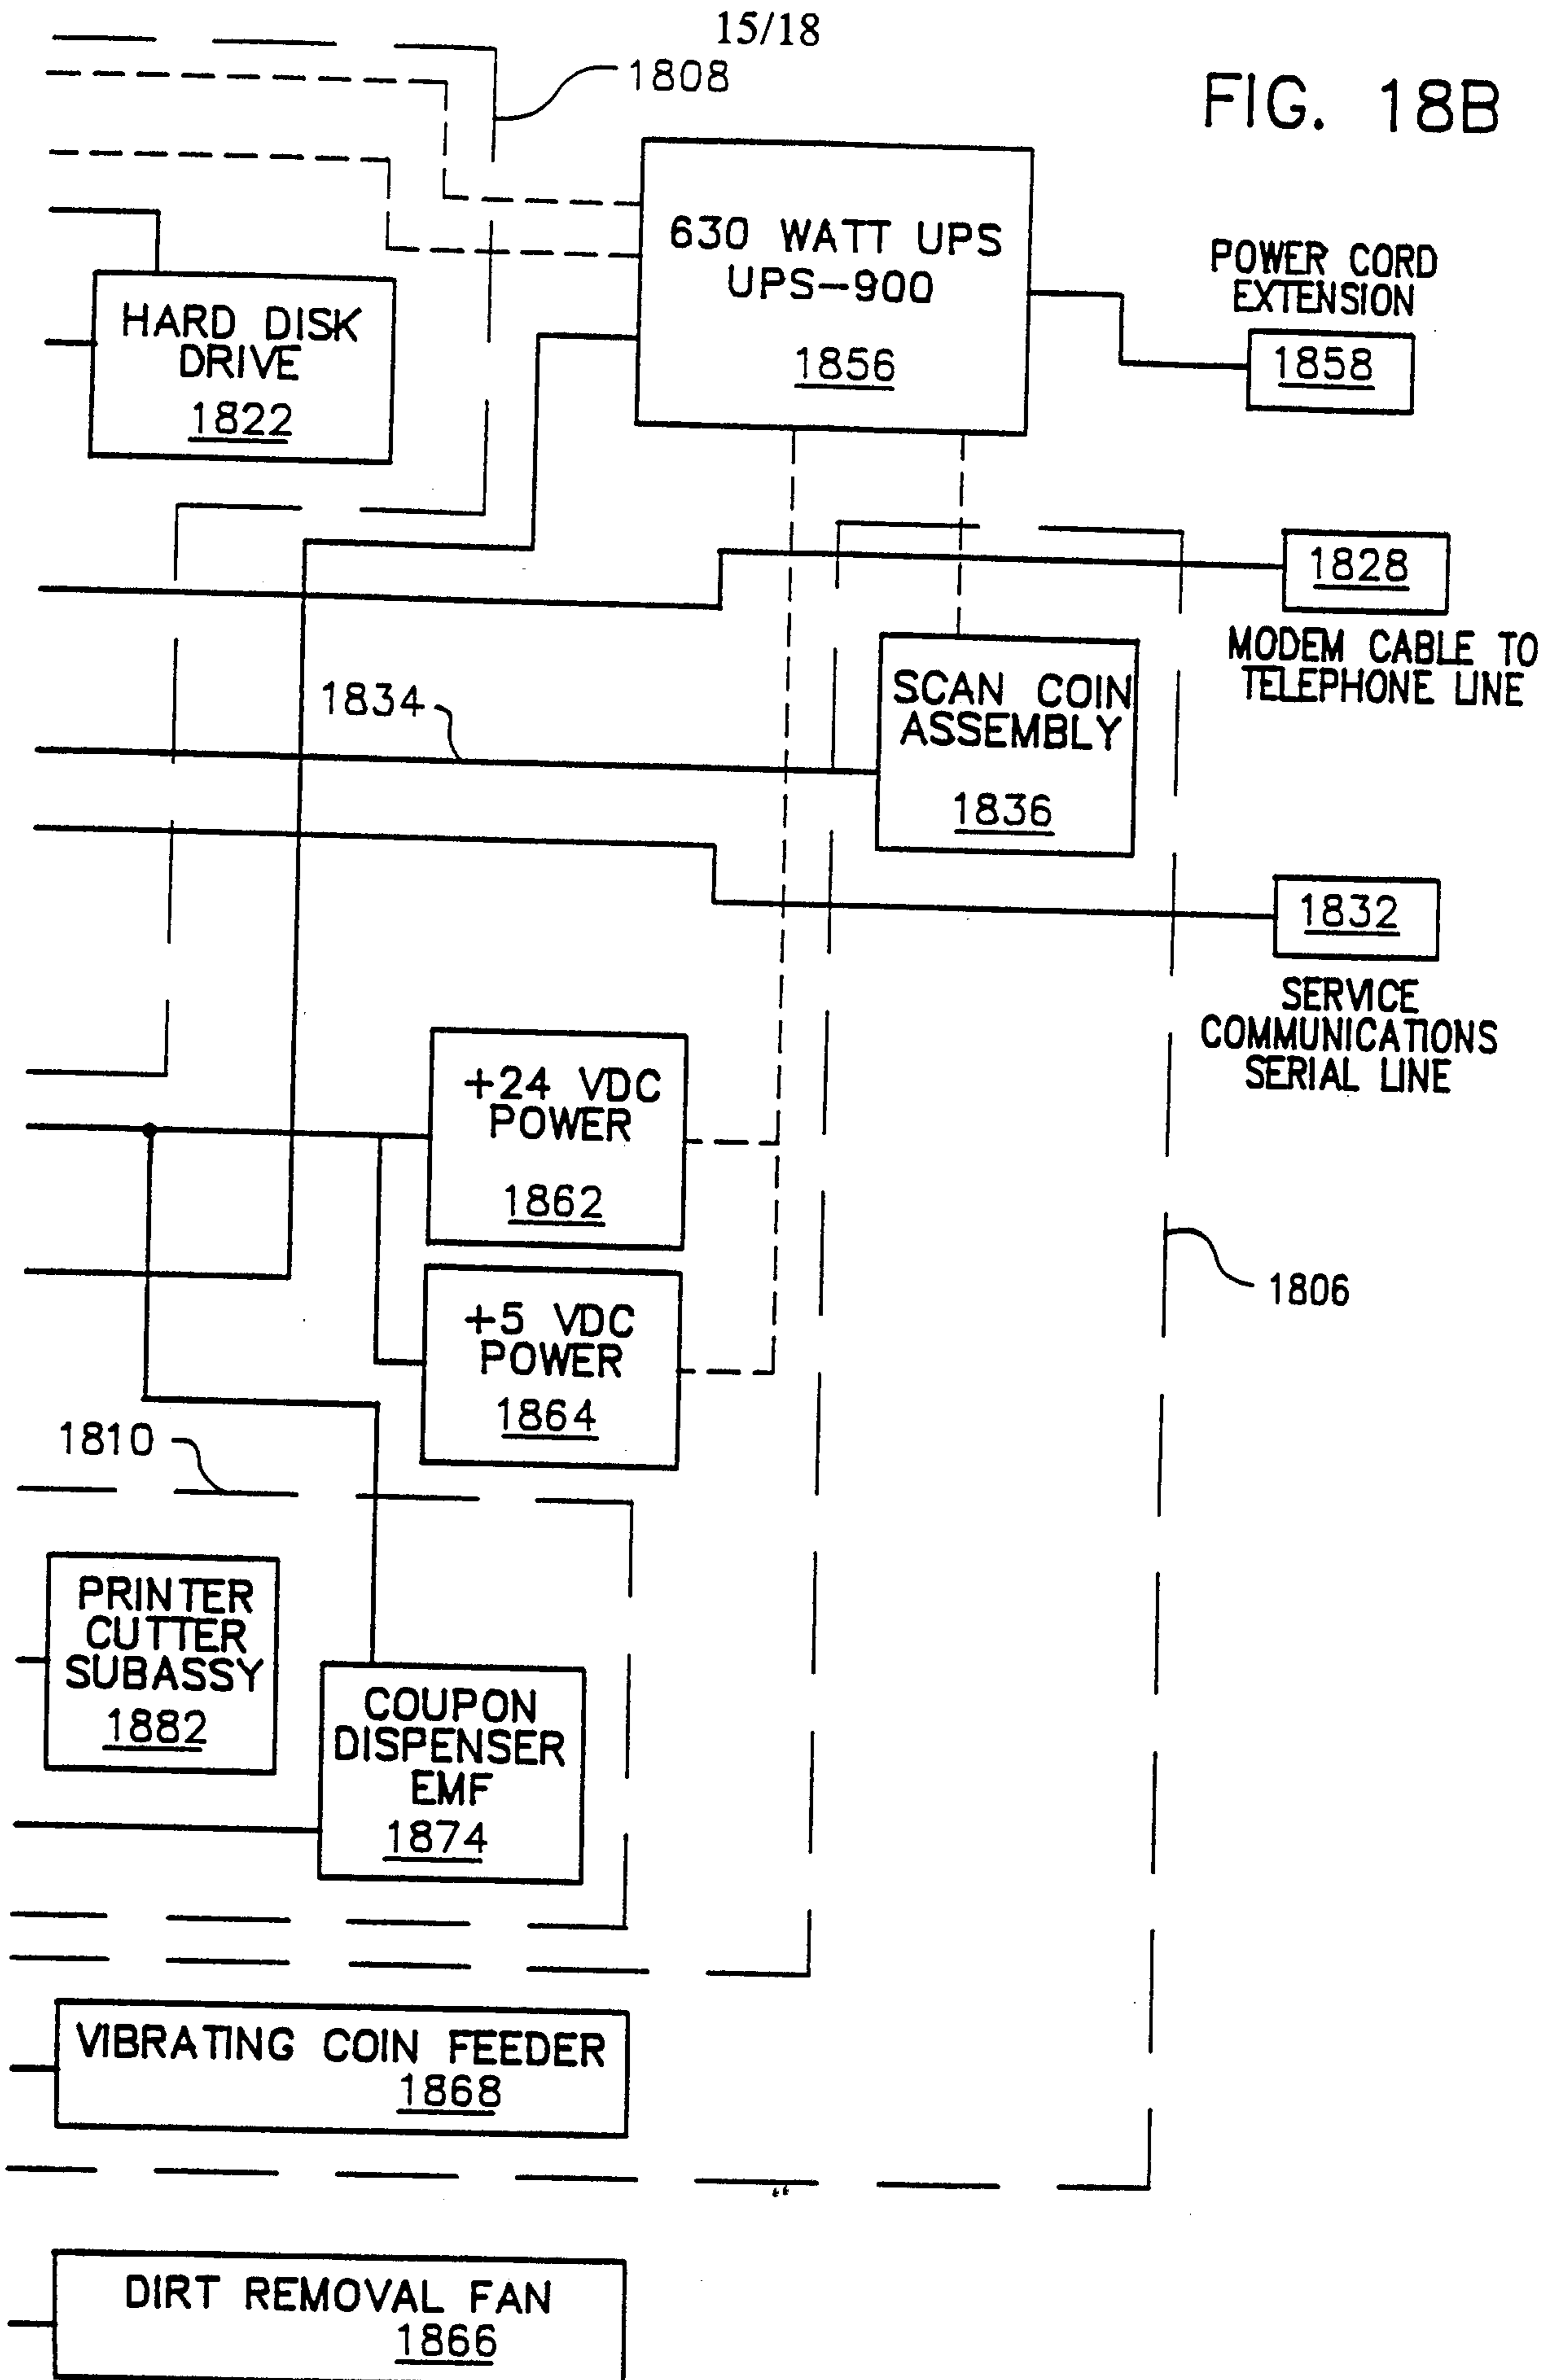 15/18
FIG. 18B
1808
630 WATT UPS
UPS-900
1856
POWER CORD
EXTENSION
1858
HARD DISK
DRIVE
1822
1828
MODEM CABLE TO
TELEPHONE LINE
1834
SCAN COIN
ASSEMBLY
1836
1832
SERVICE
COMMUNICATIONS
SERIAL LINE
+24 VDC
POWER
1862
1806
+5 VDC
POWER
1864
1810
PRINTER
CUTTER
SUBASSY
1882
COUPON
DISPENSER
EMF
1874
VIBRATING COIN FEEDER
1868
DIRT REMOVAL FAN
1866